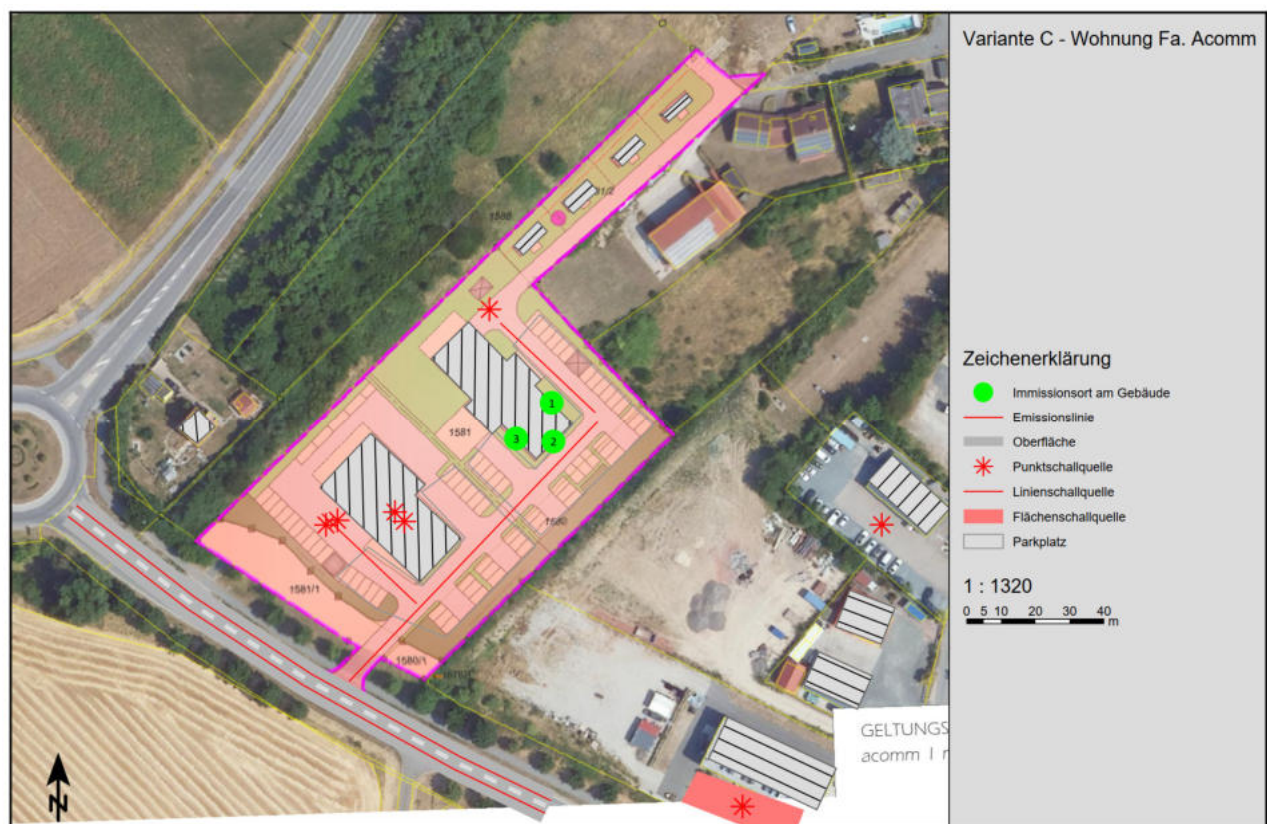 Variante C - Wohnung Fa. Acomm
Zeichenerklärung
Immissionsort am Gebäude
Emissionslinie
Oberfläche
Punktschallquelle
Linienschallquelle
Flächenschallquelle
Parkplatz
1 : 1320
0 5 10 20 30 40
m
1
3
2
1581
1580
1581/1
1580/1
GELTUNGS
acomm I r
N